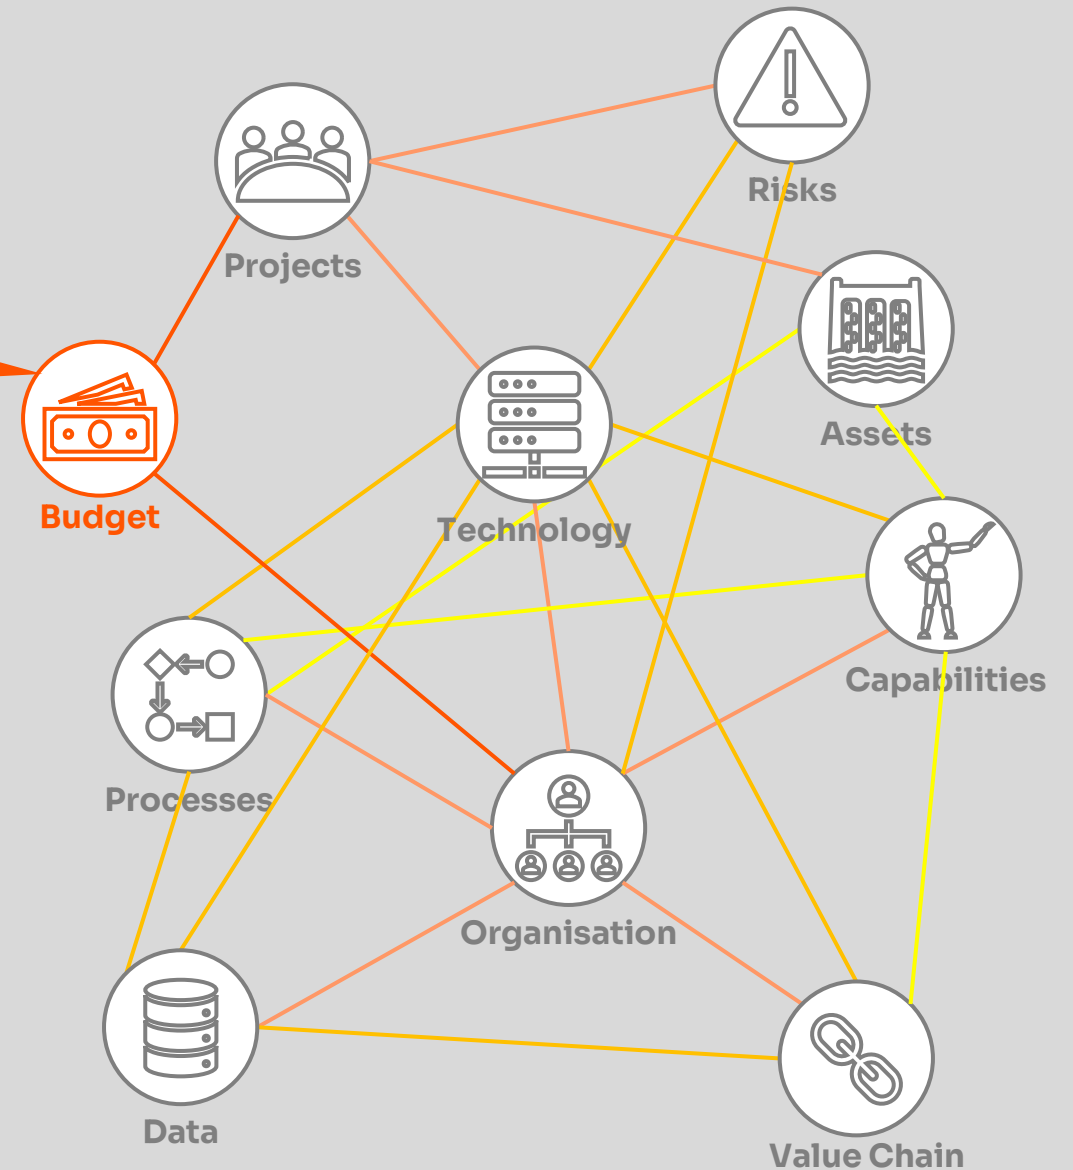 Risks
Projects
Assets
Budget
Technology
Capabilities
Processes
Organisation
Data
Value Chain